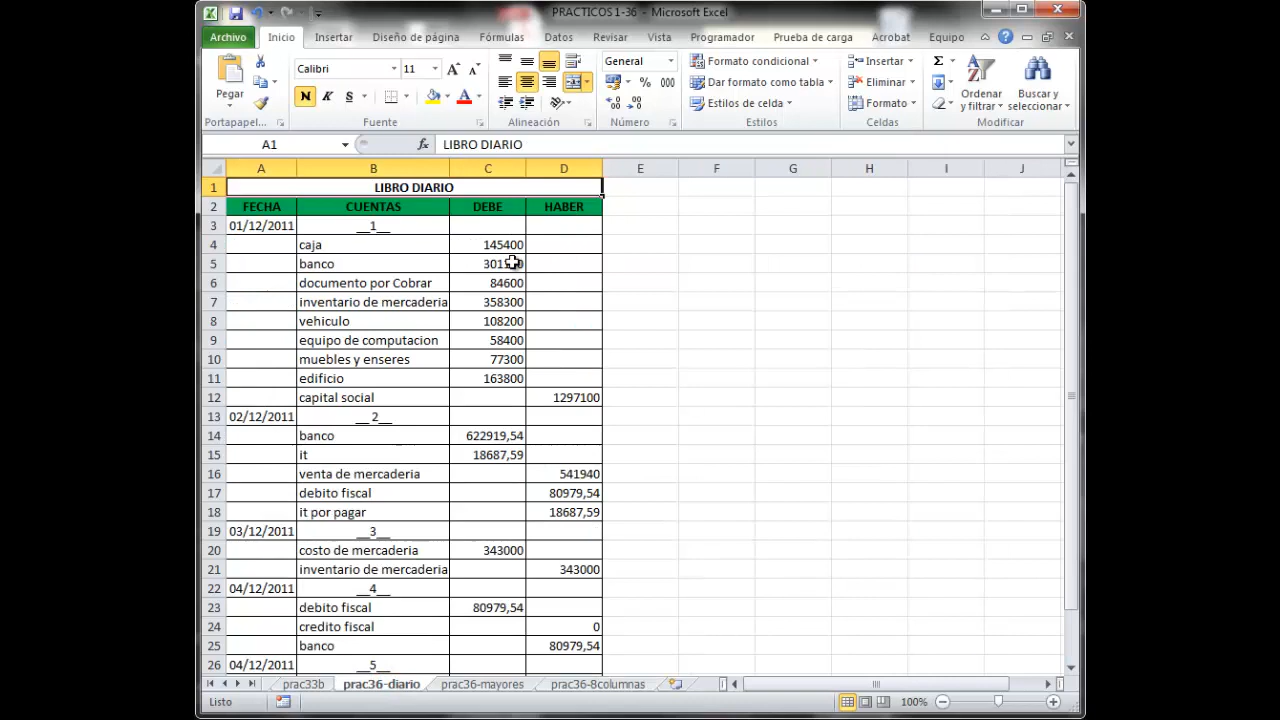 PRACTICOS 1-36 - Microsoft Excel
Archivo Inicio Insertar Diseño de página Fórmulas Datos Revisar Vista Programador Prueba de carga Acrobat Equipo
Calibri 11 General Formato condicional Insertar Σ
Pegar Dar formato como tabla Eliminar Ordenar y filtrar Buscar y seleccionar
N K S A % 000 Estilos de celda Formato
Portapapel... Fuente Alineación Número Estilos Celdas Modificar
A1 fx LIBRO DIARIO
A B C D E F G H I J
1 LIBRO DIARIO
2 FECHA CUENTAS DEBE HABER
3 01/12/2011 __1__
4 caja 145400
5 banco
6 documento por Cobrar 84600
7 inventario de mercaderia 358300
8 vehiculo 108200
9 equipo de computacion 58400
10 muebles y enseres 77300
11 edificio 163800
12 capital social 1297100
13 02/12/2011 __2__
14 banco 622919,54
15 it 18687,59
16 venta de mercaderia 541940
17 debito fiscal 80979,54
18 it por pagar 18687,59
19 03/12/2011 __3__
20 costo de mercaderia 343000
21 inventario de mercaderia 343000
22 04/12/2011 __4__
23 debito fiscal 80979,54
24 credito fiscal 0
25 banco 80979,54
26 04/12/2011 __5__
prac33b prac36-diario prac36-mayores prac36-8columnas
Listo 100%